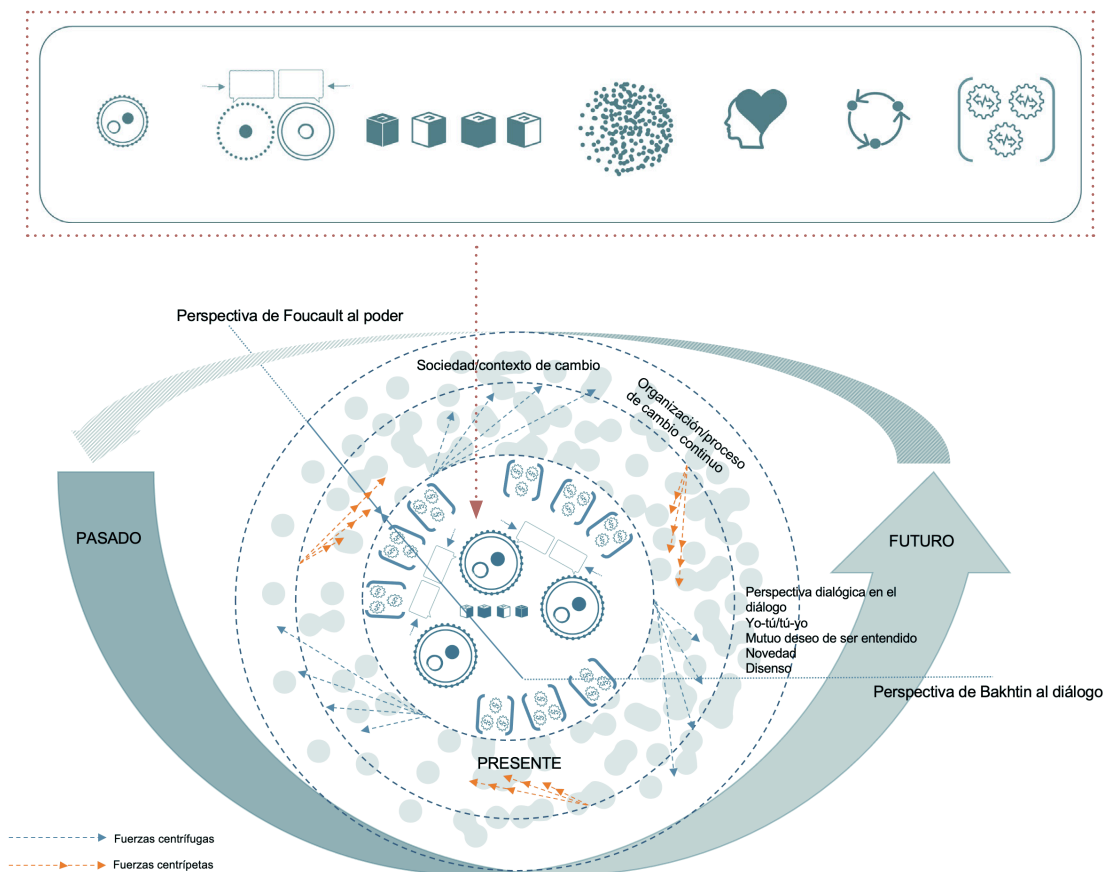 Perspectiva de Foucault al poder
Sociedad/contexto de cambio
Organización/proceso
de cambio continuo
PASADO
FUTURO
Perspectiva dialógica en el
diálogo
Yo-tú/tú-yo
Mutuo deseo de ser entendido
Novedad
Disenso
Perspectiva de Bakhtin al diálogo
PRESENTE
Fuerzas centrífugas
Fuerzas centrípetas